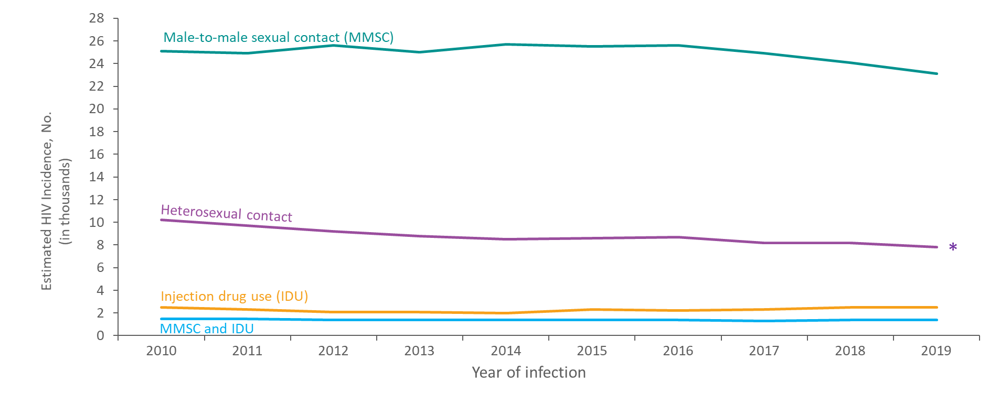 28
26
24
22
20
18
16
14
12
10
8
6
4
2
0
Estimated HIV Incidence, No.
(in thousands)
Male-to-male sexual contact (MMSC)
Heterosexual contact
*
Injection drug use (IDU)
MMSC and IDU
2010 2011 2012 2013 2014 2015 2016 2017 2018 2019
Year of infection